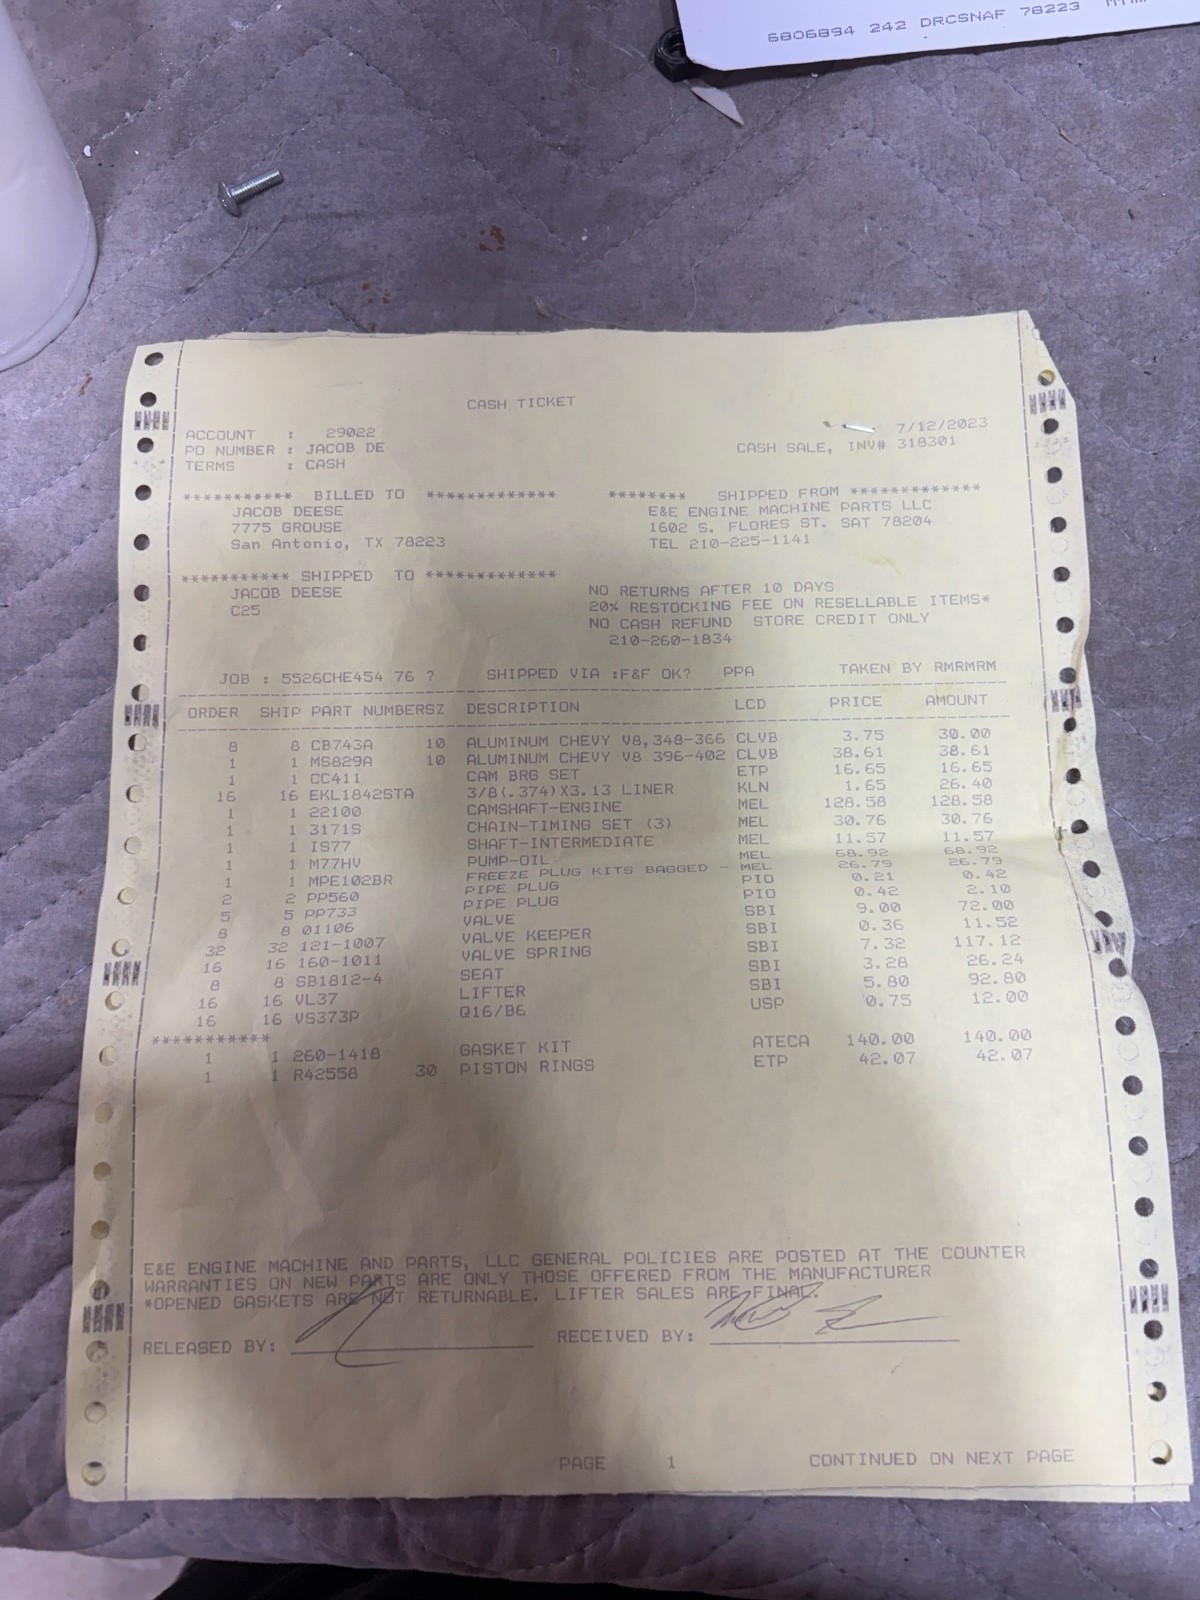 6806894 242 DRCSNAF 78223
CASH TICKET
7/12/2023
ACCOUNT : 29022
PO NUMBER : JACOB DE CASH SALE, INV# 318301
TERMS : CASH
*********** BILLED TO ************* ******** SHIPPED FROM *************
JACOB DEESE E&E ENGINE MACHINE PARTS LLC
7775 GROUSE 1602 S. FLORES ST. SAT 78204
San Antonio, TX 78223 TEL 210-225-1141
*********** SHIPPED TO *************
JACOB DEESE NO RETURNS AFTER 10 DAYS
C25 20% RESTOCKING FEE ON RESELLABLE ITEMS*
NO CASH REFUND STORE CREDIT ONLY
210-260-1834
JOB : 5526CHE454 76 ? SHIPPED VIA :F&F OK? PPA TAKEN BY RMRMRM
ORDER SHIP PART NUMBERSZ DESCRIPTION LCD PRICE AMOUNT
8 8 CB743A 10 ALUMINUM CHEVY V8,348-366 CLVB 3.75 30.00
1 1 MS829A 10 ALUMINUM CHEVY V8 396-402 CLVB 38.61 38.61
1 1 CC411 CAM BRG SET ETP 16.65 16.65
16 16 EKL1842STA 3/8(.374)X3.13 LINER KLN 1.65 26.40
1 1 22100 CAMSHAFT-ENGINE MEL 128.58 128.58
1 1 3171S CHAIN-TIMING SET (3) MEL 30.76 30.76
1 1 IS77 SHAFT-INTERMEDIATE MEL 11.57 11.57
1 1 M77HV PUMP-OIL MEL 68.92 68.92
1 1 MPE102BR FREEZE PLUG KITS BAGGED - MEL 26.79 26.79
2 2 PP560 PIPE PLUG PIO 0.21 0.42
5 5 PP733 PIPE PLUG PIO 0.42 2.10
8 8 01106 VALVE SBI 9.00 72.00
32 32 121-1007 VALVE KEEPER SBI 0.36 11.52
16 16 160-1011 VALVE SPRING SBI 7.32 117.12
8 8 SB1812-4 SEAT SBI 3.28 26.24
16 16 VL37 LIFTER SBI 5.80 92.80
16 16 VS373P Q16/B6 USP 0.75 12.00
***********
1 1 260-1418 GASKET KIT ATECA 140.00 140.00
1 1 R42558 30 PISTON RINGS ETP 42.07 42.07
E&E ENGINE MACHINE AND PARTS, LLC GENERAL POLICIES ARE POSTED AT THE COUNTER
WARRANTIES ON NEW PARTS ARE ONLY THOSE OFFERED FROM THE MANUFACTURER
*OPENED GASKETS ARE NOT RETURNABLE. LIFTER SALES ARE FINAL.
RELEASED BY: RECEIVED BY:
PAGE 1 CONTINUED ON NEXT PAGE